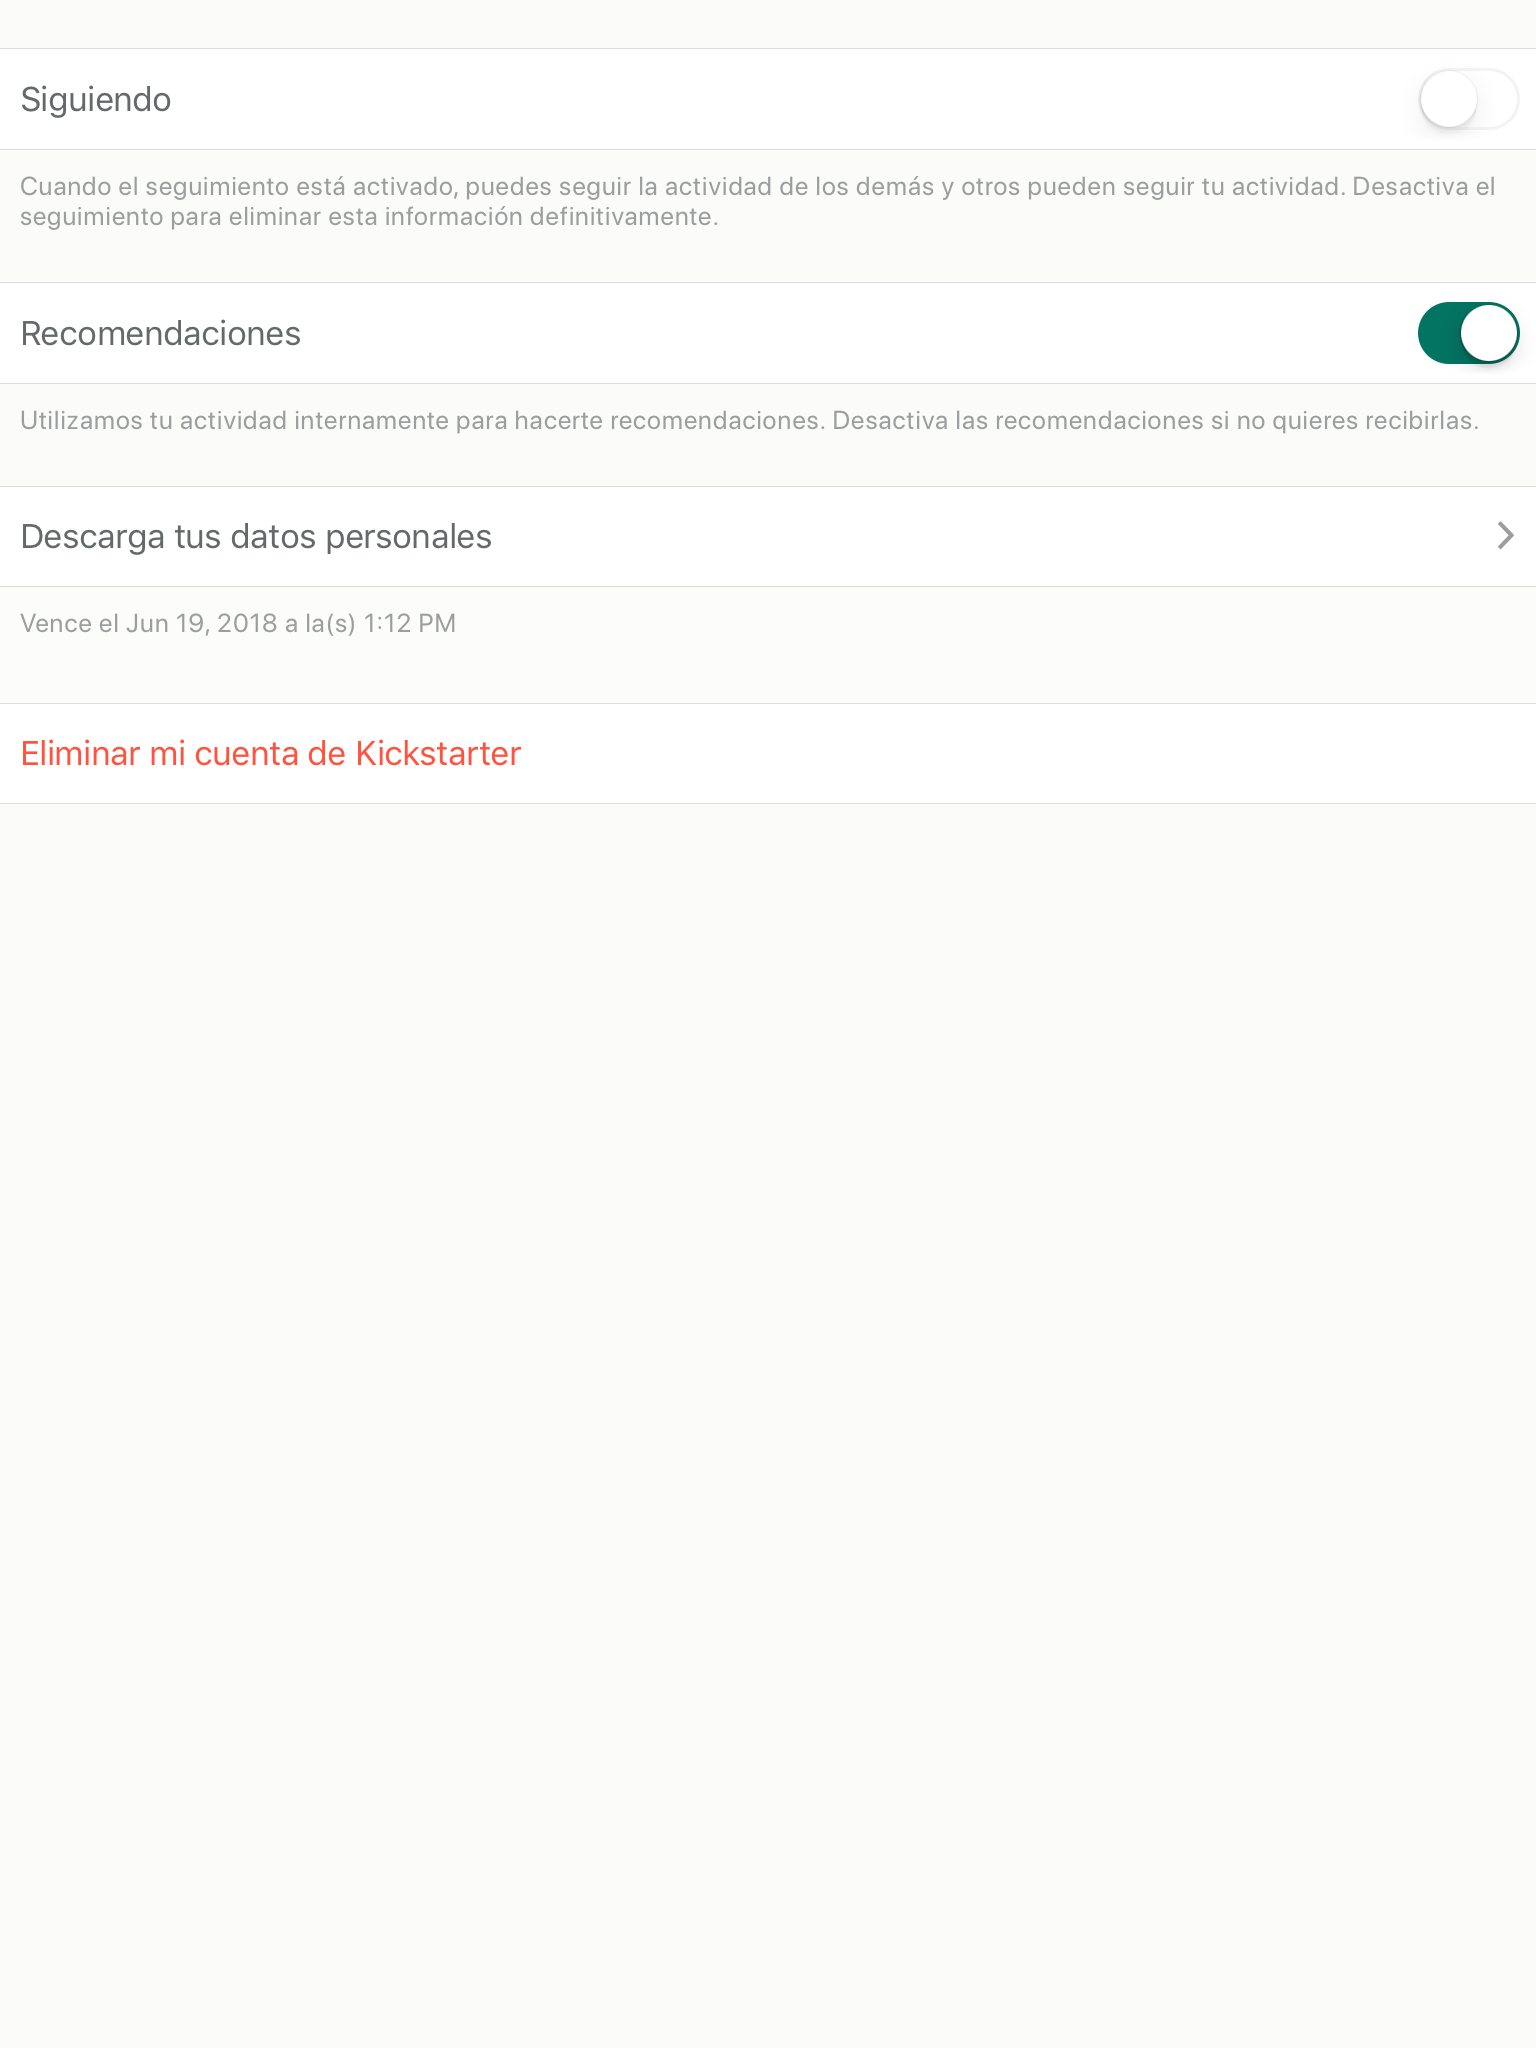 Siguiendo
Cuando el seguimiento está activado, puedes seguir la actividad de los demás y otros pueden seguir tu actividad. Desactiva el
seguimiento para eliminar esta información definitivamente.
Recomendaciones
Utilizamos tu actividad internamente para hacerte recomendaciones. Desactiva las recomendaciones si no quieres recibirlas.
Descarga tus datos personales
Vence el Jun 19, 2018 a la(s) 1:12 PM
Eliminar mi cuenta de Kickstarter